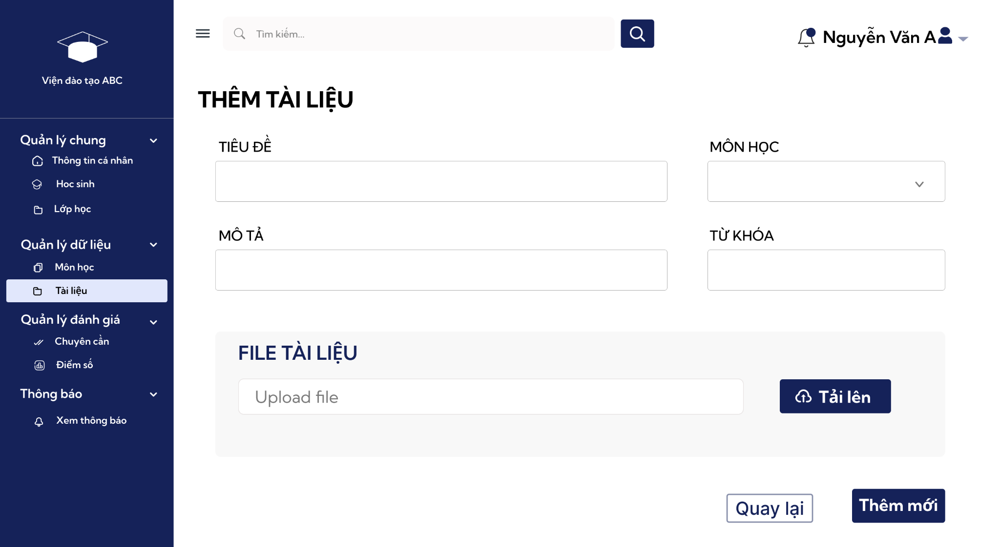 Viện đào tạo ABC
Quản lý chung
Thông tin cá nhân
Hoc sinh
Lớp học
Quản lý dữ liệu
Môn học
Tài liệu
Quản lý đánh giá
Chuyên cần
Điểm số
Thông báo
Xem thông báo
Tìm kiếm...
Nguyễn Văn A
THÊM TÀI LIỆU
TIÊU ĐỀ
MÔN HỌC
MÔ TẢ
TỪ KHÓA
FILE TÀI LIỆU
Upload file
Tải lên
Quay lại
Thêm mới